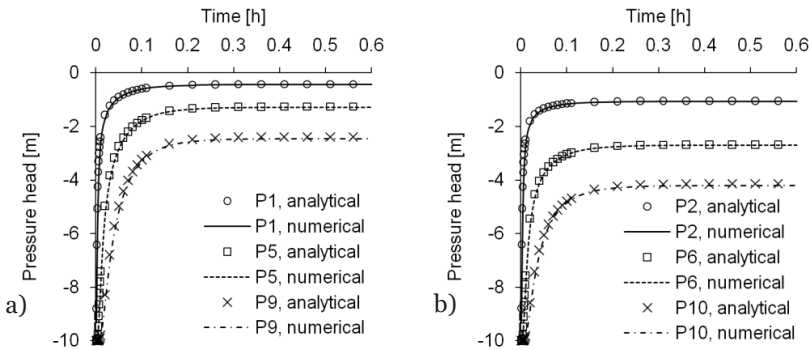 Time [h]
0 0.1 0.2 0.3 0.4 0.5 0.6
0
-2
-4
-6
-8
-10
Pressure head [m]
P1, analytical
P1, numerical
P5, analytical
P5, numerical
P9, analytical
P9, numerical
a)
Time [h]
0 0.1 0.2 0.3 0.4 0.5 0.6
0
-2
-4
-6
-8
-10
Pressure head [m]
P2, analytical
P2, numerical
P6, analytical
P6, numerical
P10, analytical
P10, numerical
b)